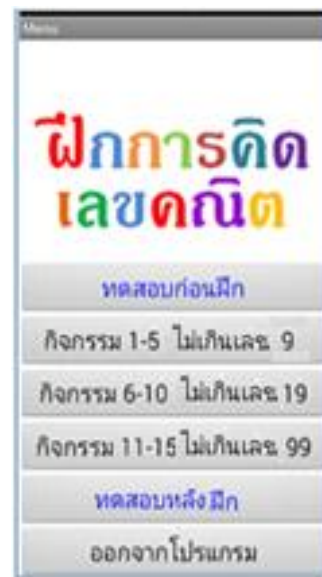 Menu
ฝึกการคิด
เลขคณิต
ทดสอบก่อนฝึก
กิจกรรม 1-5 ไม่เกินเลข 9
กิจกรรม 6-10 ไม่เกินเลข 19
กิจกรรม 11-15 ไม่เกินเลข 99
ทดสอบหลังฝึก
ออกจากโปรแกรม